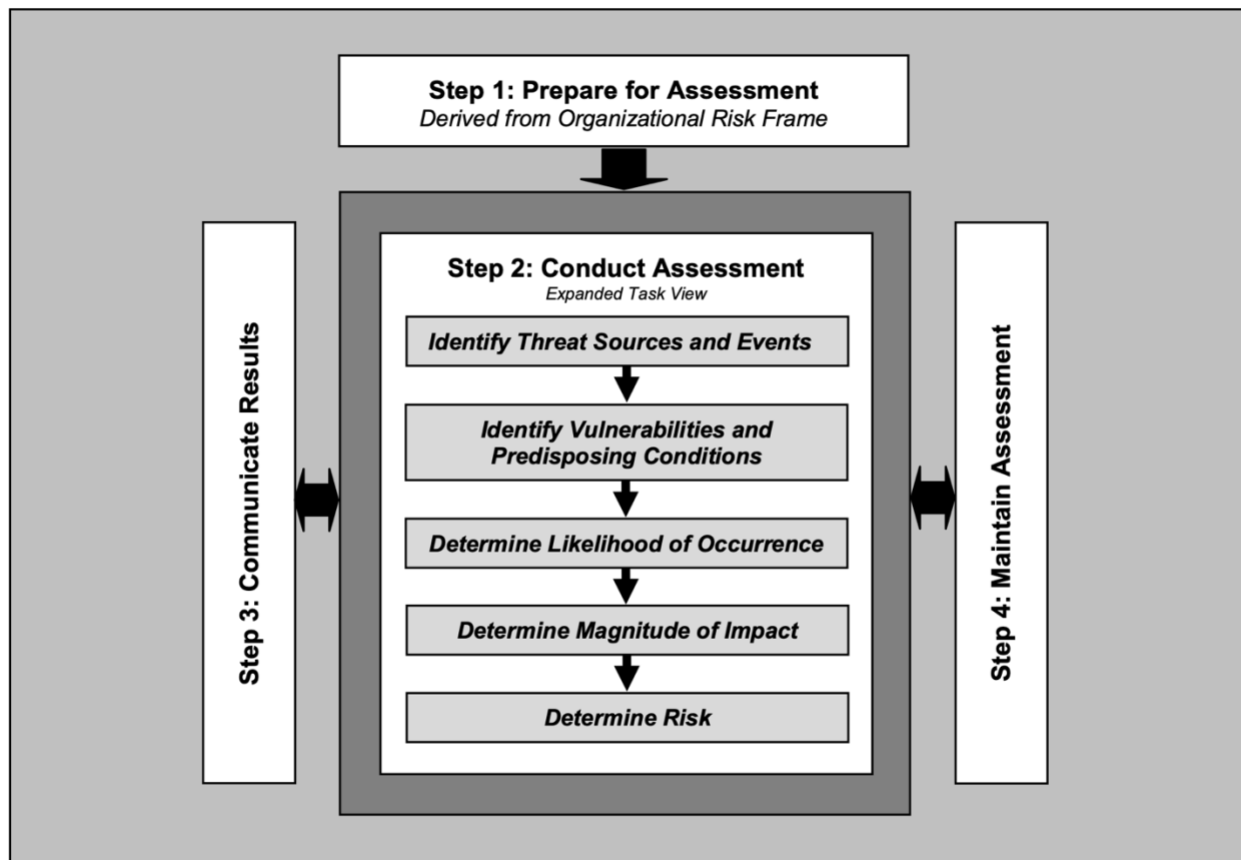 Step 1: Prepare for Assessment
Derived from Organizational Risk Frame
Step 3: Communicate Results
Step 2: Conduct Assessment
Expanded Task View
Identify Threat Sources and Events
Identify Vulnerabilities and
Predisposing Conditions
Determine Likelihood of Occurrence
Determine Magnitude of Impact
Determine Risk
Step 4: Maintain Assessment